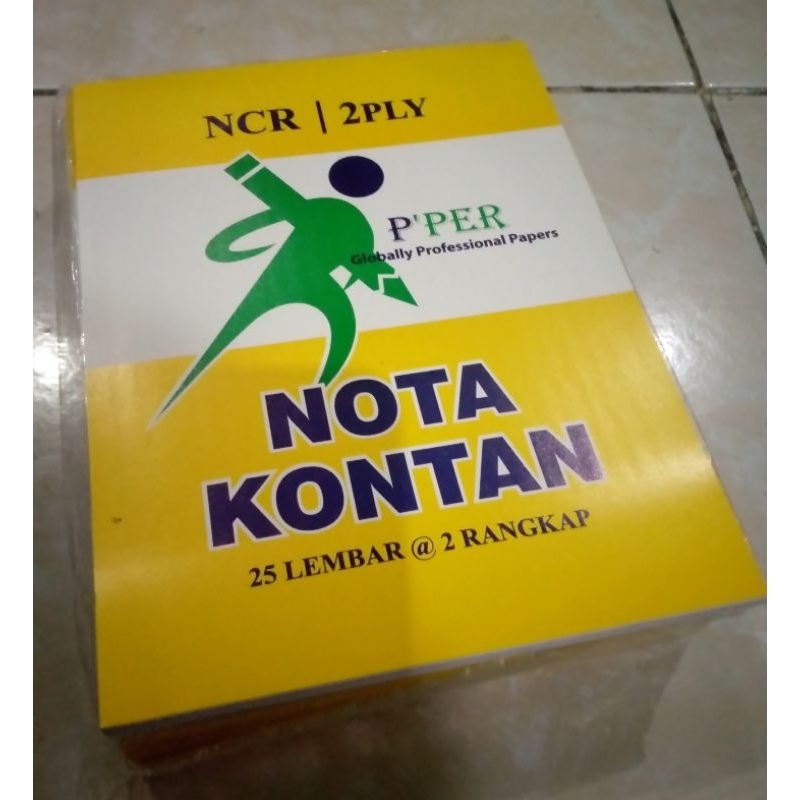 NCR | 2PLY
P'PER
Globally Professional Papers
NOTA
KONTAN
25 LEMBAR @ 2 RANGKAP